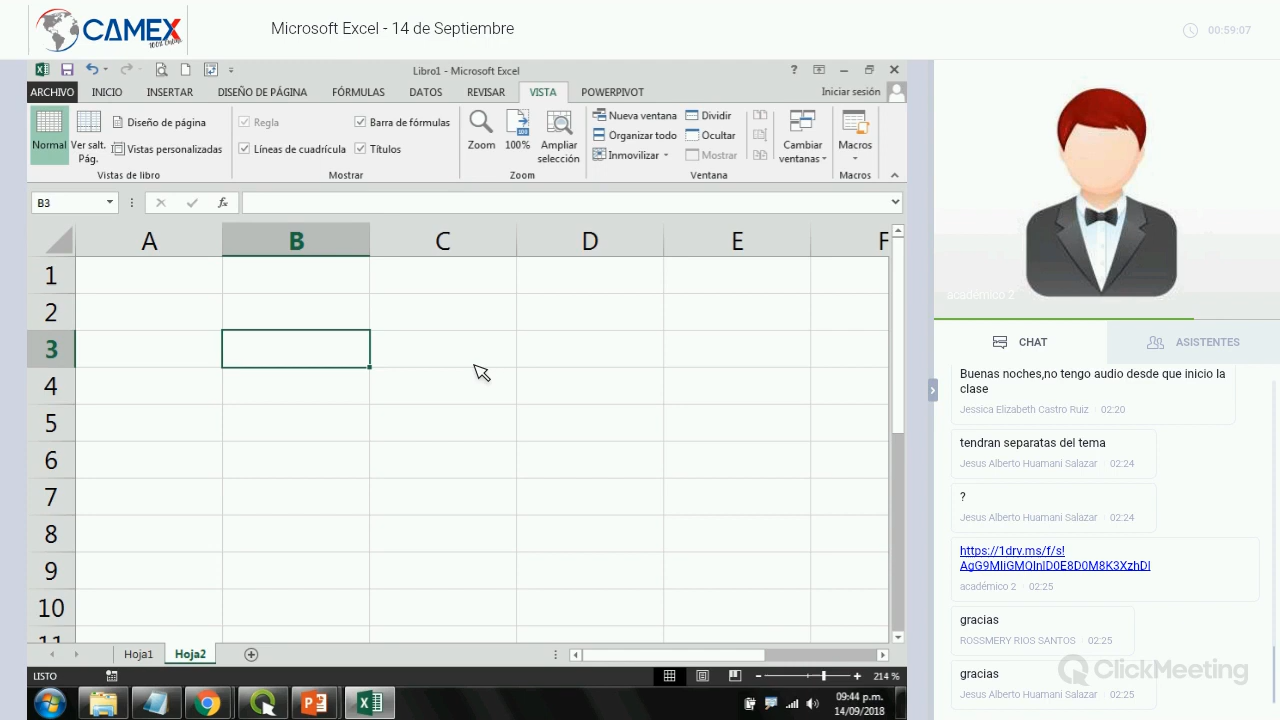 CAMEX
100% Online
Microsoft Excel - 14 de Septiembre
00:59:07
Libro1 - Microsoft Excel
?
ARCHIVO INICIO INSERTAR DISEÑO DE PÁGINA FÓRMULAS DATOS REVISAR VISTA POWERPIVOT Iniciar sesión
Normal
Ver salt. Pág.
Diseño de página
Vistas personalizadas
Vistas de libro
Regla
Barra de fórmulas
Líneas de cuadrícula
Títulos
Mostrar
Zoom
100%
Ampliar selección
Zoom
Nueva ventana
Organizar todo
Inmovilizar
Dividir
Ocultar
Mostrar
Cambiar ventanas
Ventana
Macros
Macros
B3
fx
A B C D E F
1
2
3
4
5
6
7
8
9
10
11
Hoja1 Hoja2
LISTO
214 %
09:44 p.m.
14/09/2018
académico 2
CHAT
ASISTENTES
Buenas noches,no tengo audio desde que inicio la
clase
Jessica Elizabeth Castro Ruiz 02:20
tendran separatas del tema
Jesus Alberto Huamani Salazar 02:24
?
Jesus Alberto Huamani Salazar 02:24
https://1drv.ms/f/s!
académico 2 02:25
gracias
ROSSMERY RIOS SANTOS 02:25
gracias
Jesus Alberto Huamani Salazar 02:25
ClickMeeting